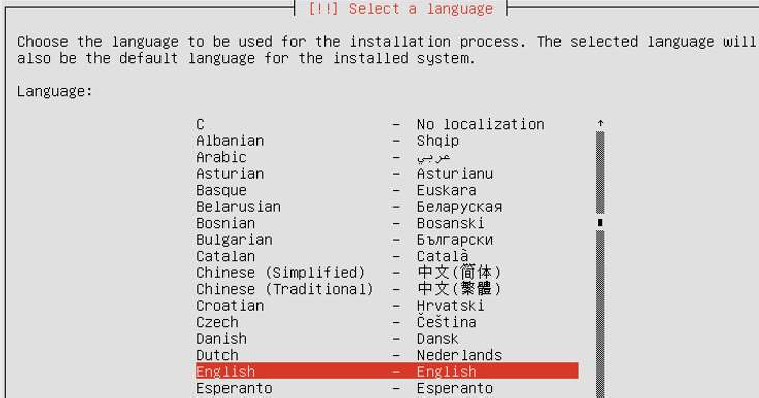 [!!] Select a language
Choose the language to be used for the installation process. The selected language will
also be the default language for the installed system.
Language:
C - No localization
Albanian - Shqip
Arabic - عربي
Asturian - Asturianu
Basque - Euskara
Belarusian - Беларуская
Bosnian - Bosanski
Bulgarian - Български
Catalan - Català
Chinese (Simplified) - 中文(简体)
Chinese (Traditional) - 中文(繁體)
Croatian - Hrvatski
Czech - Čeština
Danish - Dansk
Dutch - Nederlands
English - English
Esperanto - Esperanto